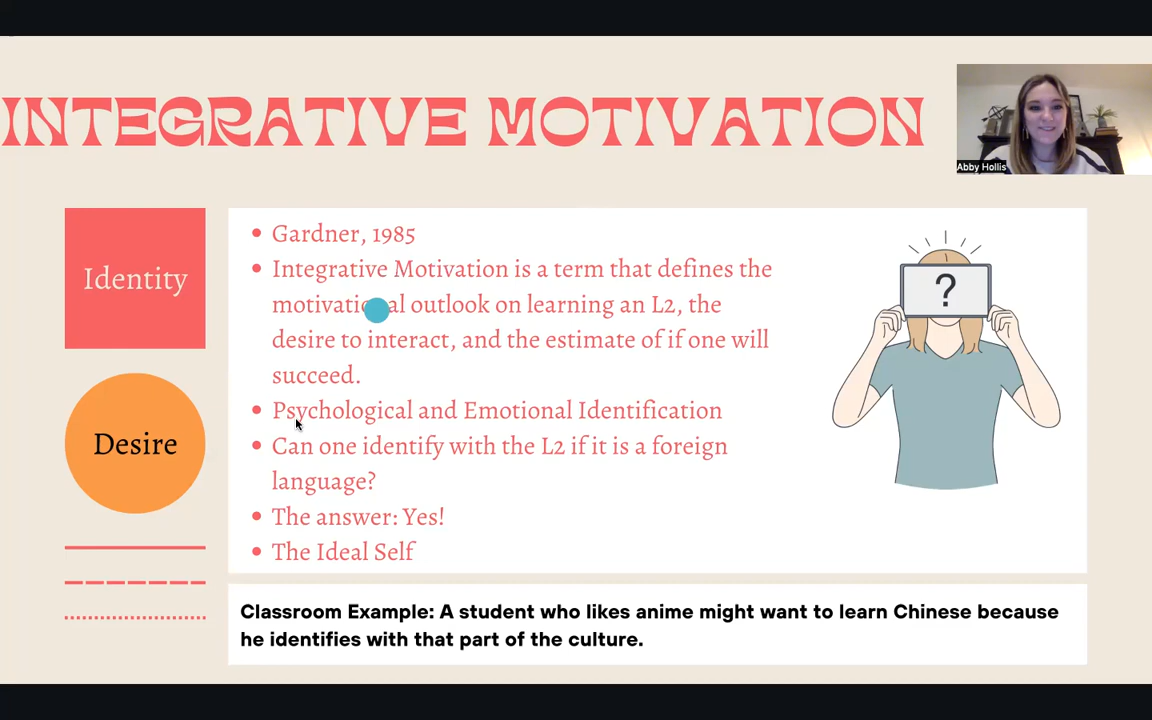 INTEGRATIVE MOTIVATION
Abby Hollis
Identity
Desire
• Gardner, 1985
• Integrative Motivation is a term that defines the
motivational outlook on learning an L2, the
desire to interact, and the estimate of if one will
succeed.
• Psychological and Emotional Identification
• Can one identify with the L2 if it is a foreign
language?
• The answer: Yes!
• The Ideal Self
?
Classroom Example: A student who likes anime might want to learn Chinese because
he identifies with that part of the culture.